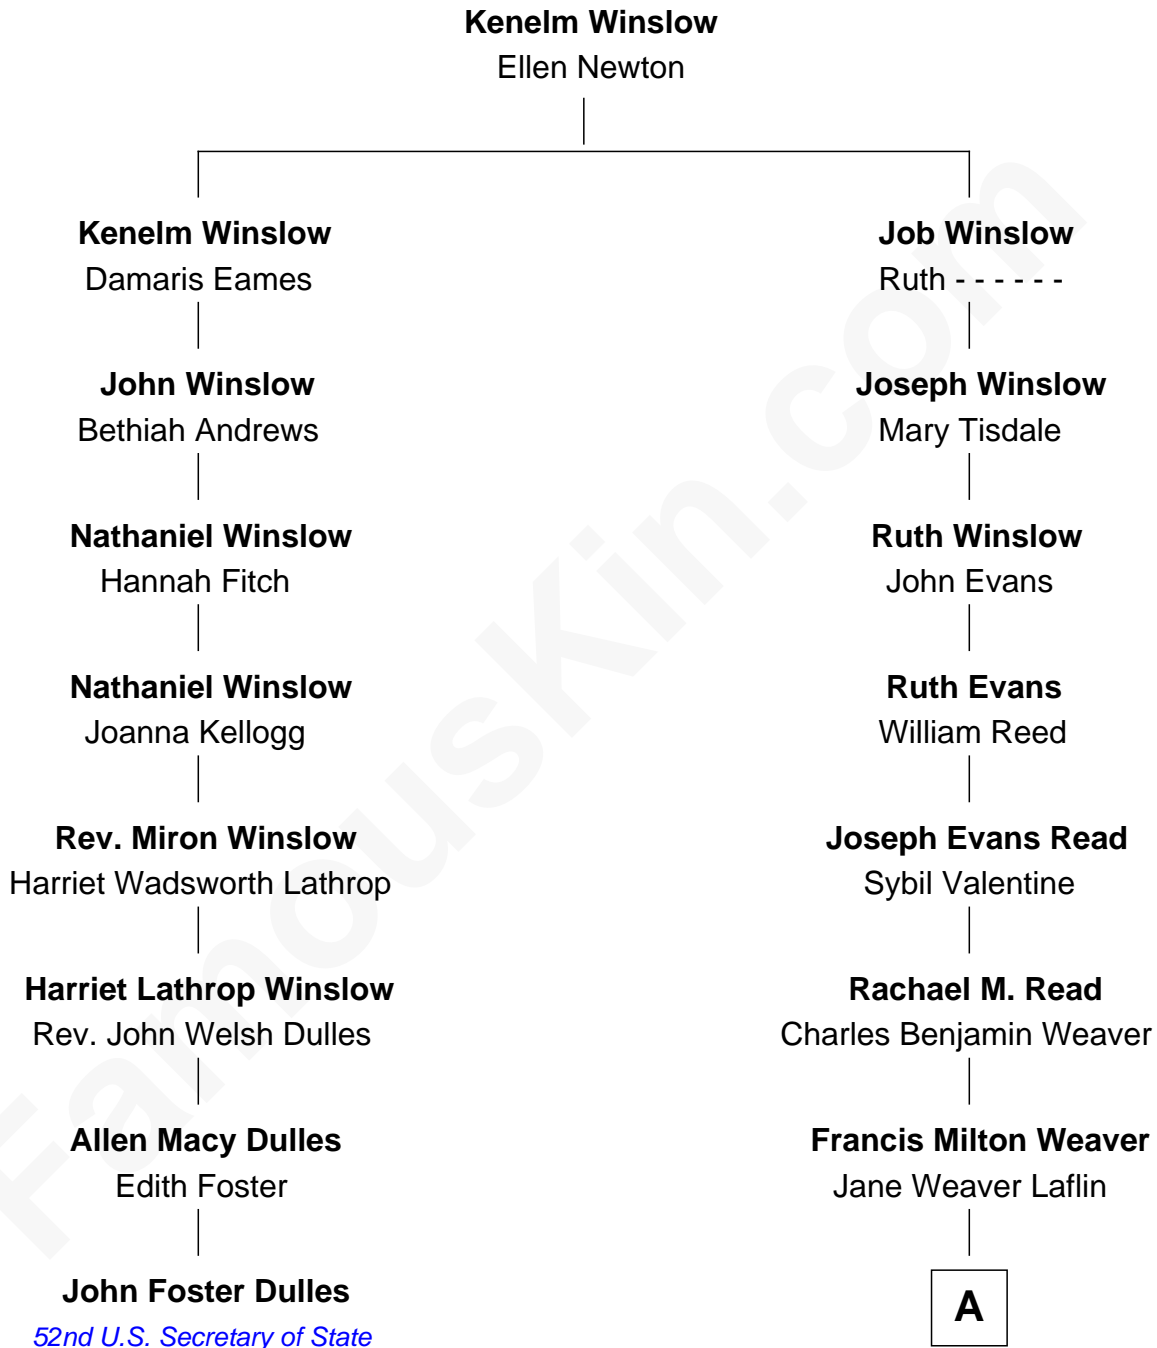 Kenelm Winslow
Ellen Newton
Kenelm Winslow
Damaris Eames
John Winslow
Bethiah Andrews
Nathaniel Winslow
Hannah Fitch
Nathaniel Winslow
Joanna Kellogg
Rev. Miron Winslow
Harriet Wadsworth Lathrop
Harriet Lathrop Winslow
Rev. John Welsh Dulles
Allen Macy Dulles
Edith Foster
John Foster Dulles
52nd U.S. Secretary of State
Job Winslow
Ruth - - - - - -
Joseph Winslow
Mary Tisdale
Ruth Winslow
John Evans
Ruth Evans
William Reed
Joseph Evans Read
Sybil Valentine
Rachael M. Read
Charles Benjamin Weaver
Francis Milton Weaver
Jane Weaver Laflin
A
FamousKin.com